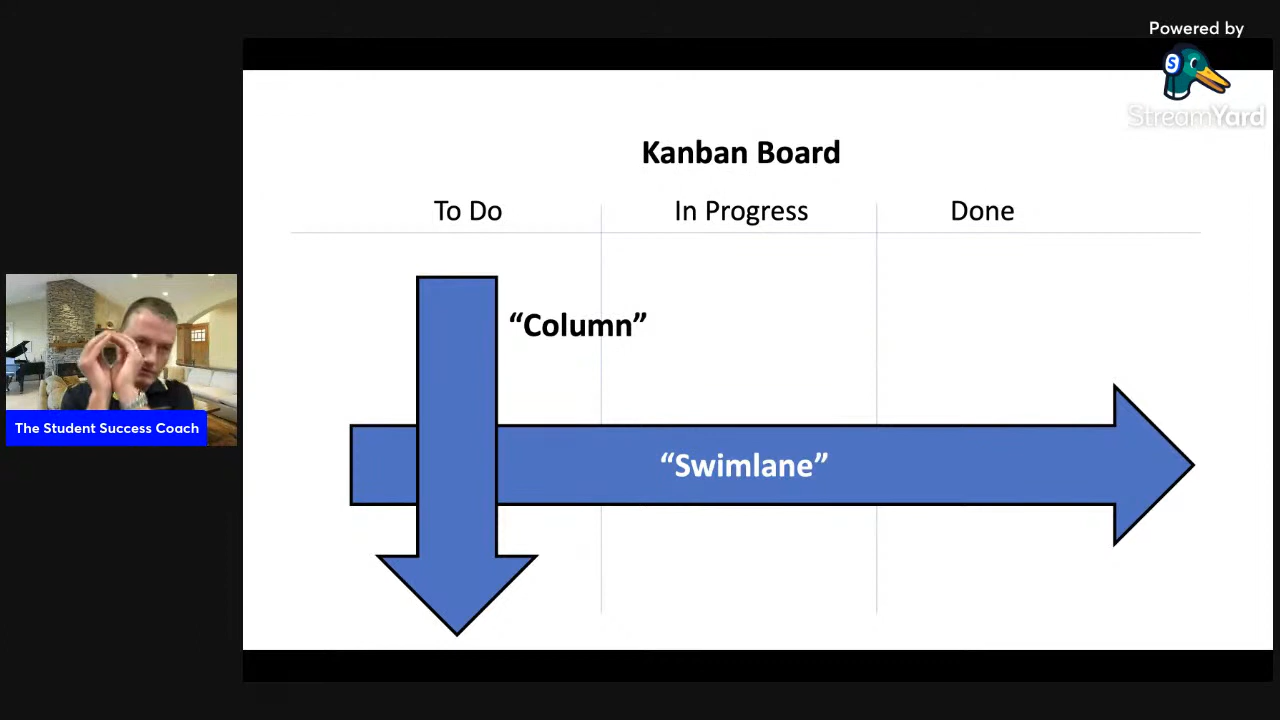 Powered by
StreamYard
Kanban Board
To Do
In Progress
Done
“Column”
“Swimlane”
The Student Success Coach
S